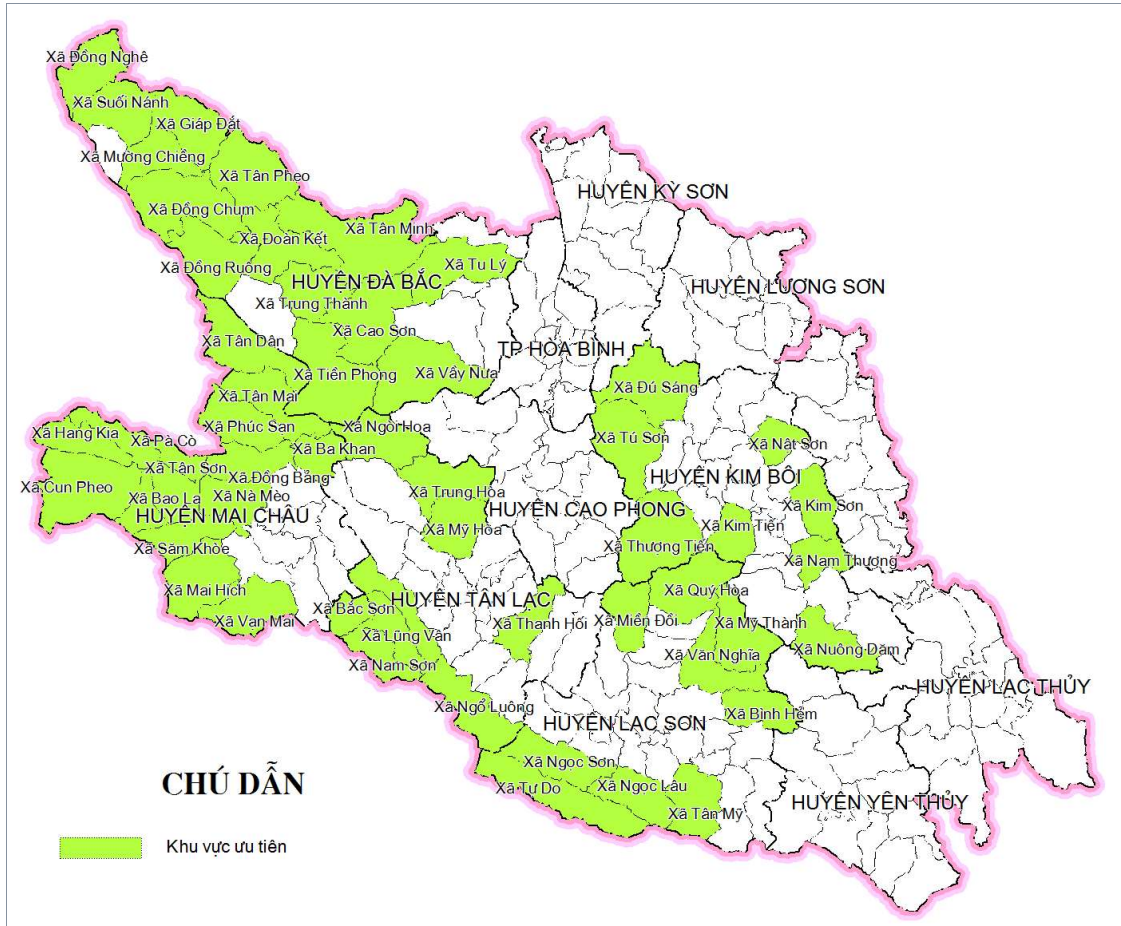 Xã Đồng Nghê
Xã Suối Nánh
Xã Giáp Đắt
Xã Mường Chiềng
Xã Tân Pheo
HUYỆN KỲ SƠN
Xã Đồng Chum
Xã Tân Minh
Xã Đoàn Kết
Xã Tu Lý
Xã Đồng Ruộng
HUYỆN ĐÀ BẮC
HUYỆN LƯƠNG SƠN
Xã Trung Thành
Xã Cao Sơn
Xã Tân Dân
TP HÒA BÌNH
Xã Tiền Phong
Xã Vầy Nưa
Xã Đú Sáng
Xã Tân Mai
Xã Phúc Sạn
Xã Ngòi Hoa
Xã Hang Kia
Xã Pà Cò
Xã Tú Sơn
Xã Nật Sơn
Xã Ba Khan
Xã Tân Sơn
Xã Đồng Bảng
HUYỆN KIM BÔI
Xã Cun Pheo
Xã Bao La
Xã Nà Mèo
Xã Trung Hòa
Xã Kim Sơn
HUYỆN MAI CHÂU
HUYỆN CAO PHONG
Xã Mỹ Hòa
Xã Kim Tiến
Xã Săm Khòe
Xã Thượng Tiến
Xã Nam Thượng
Xã Mai Hịch
Xã Quý Hòa
Xã Vạn Mai
Xã Bắc Sơn
HUYỆN TÂN LẠC
Xã Thanh Hối
Xã Miền Đồi
Xã Mỹ Thành
Xã Lũng Vân
Xã Văn Nghĩa
Xã Nuông Dăm
Xã Nam Sơn
HUYỆN LẠC THỦY
Xã Ngổ Luông
HUYỆN LẠC SƠN
Xã Bình Hẻm
Xã Ngọc Sơn
Xã Tự Do
Xã Ngọc Lâu
Xã Tân Mỹ
HUYỆN YÊN THỦY
CHÚ DẪN
Khu vực ưu tiên